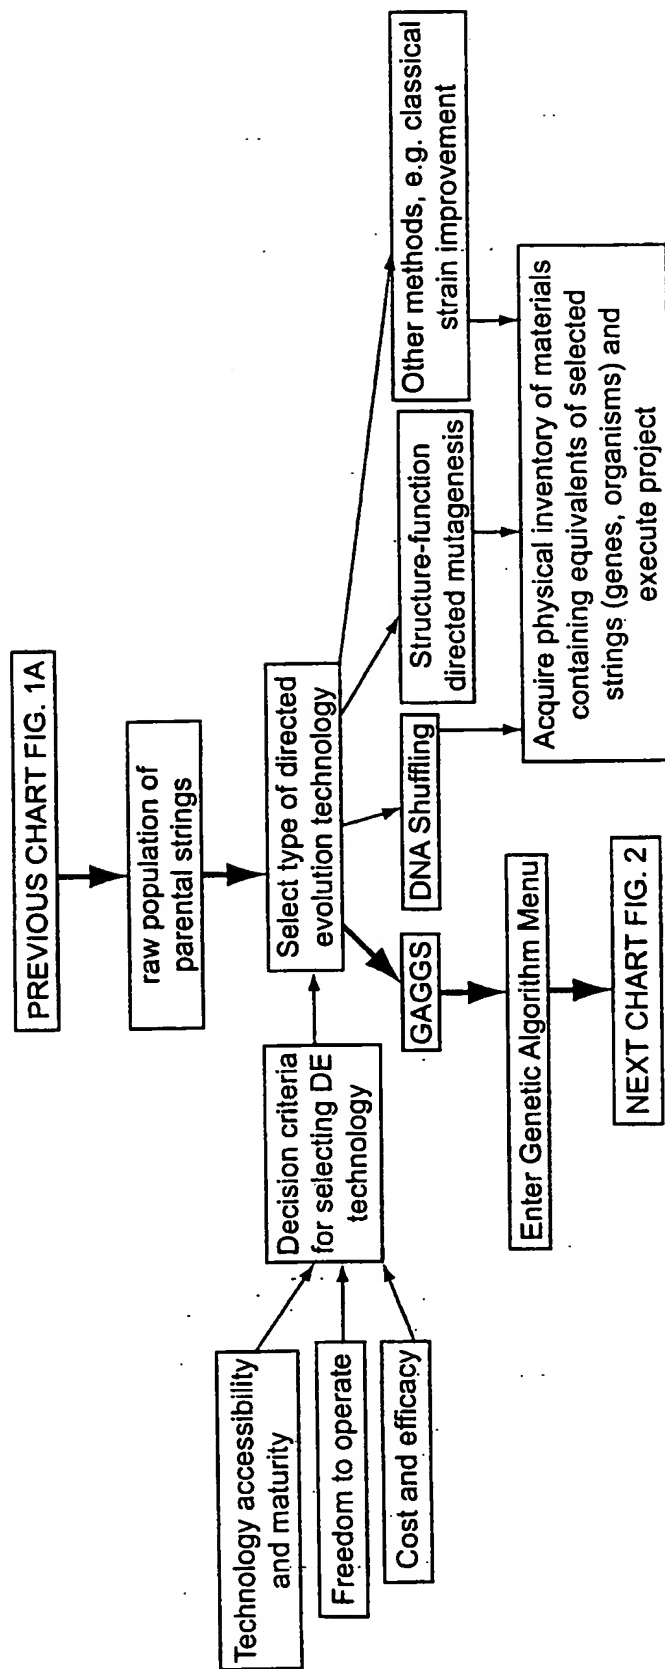 PREVIOUS CHART FIG. 1A
raw population of
parental strings
Technology accessibility
and maturity
Freedom to operate
Cost and efficacy
Decision criteria
for selecting DE
technology
Select type of directed
evolution technology
GAGGS
DNA Shuffling
Structure-function
directed mutagenesis
Other methods, e.g. classical
strain improvement
Enter Genetic Algorithm Menu
NEXT CHART FIG. 2
Acquire physical inventory of materials
containing equivalents of selected
strings (genes, organisms) and
execute project